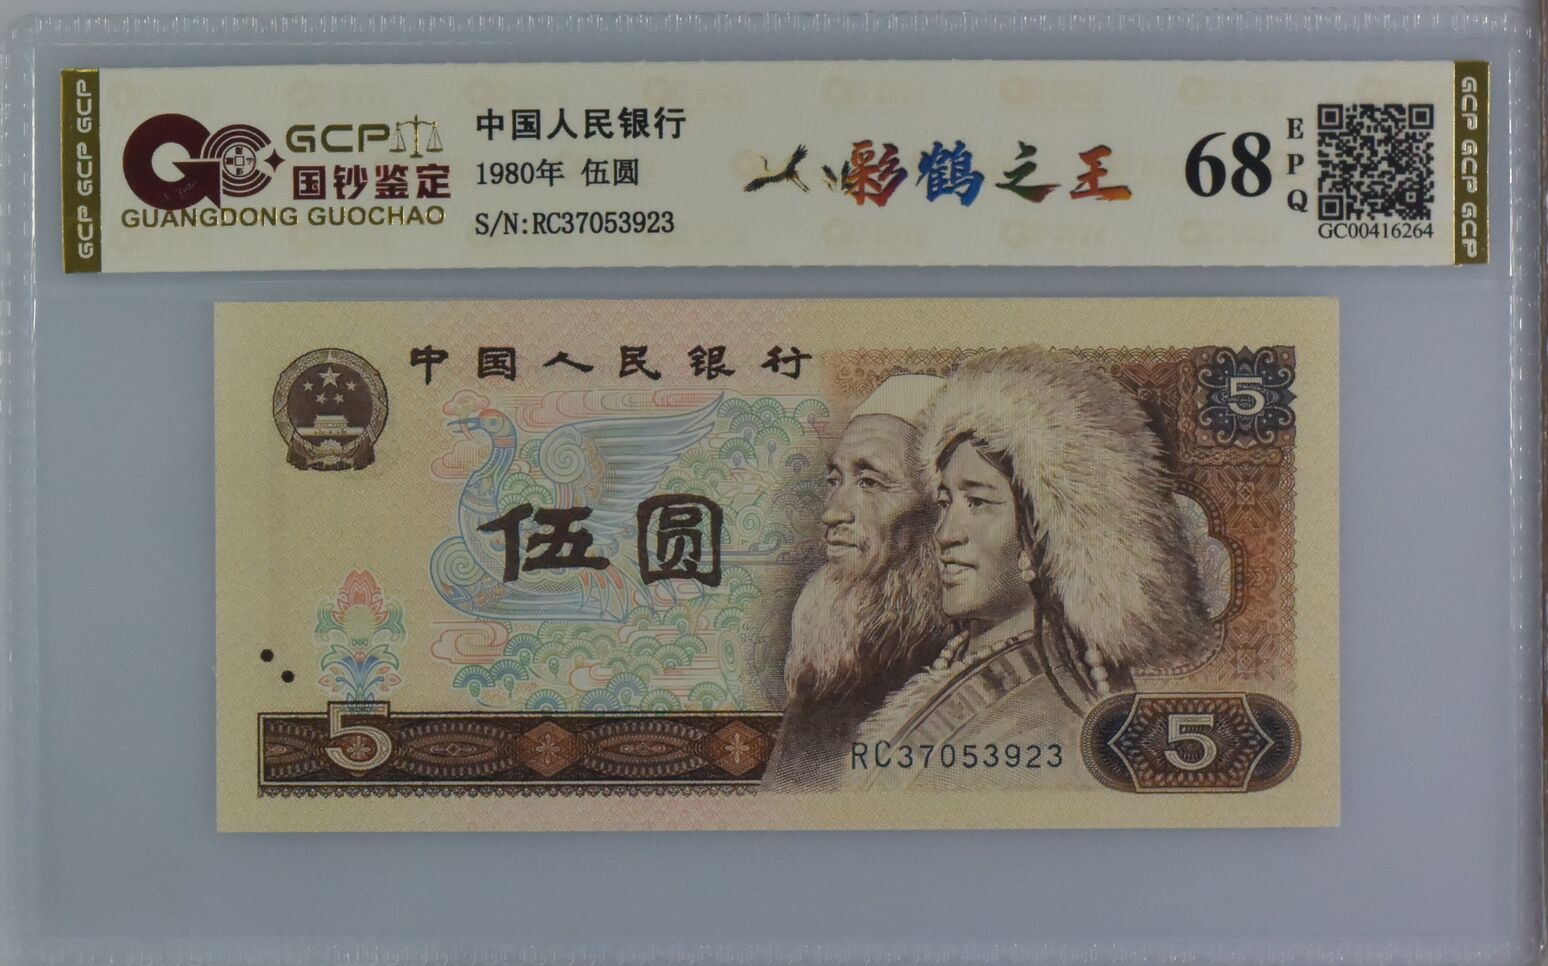 GCP GCP GCP
GCP
国钞鉴定
GUANGDONG GUOCHAO
中国人民银行
1980年 伍圆
S/N:RC37053923
彩鹤之王
68
EPQ
GC00416264
GCP GCP GCP
中国人民银行
5
伍圆
5
RC37053923
5